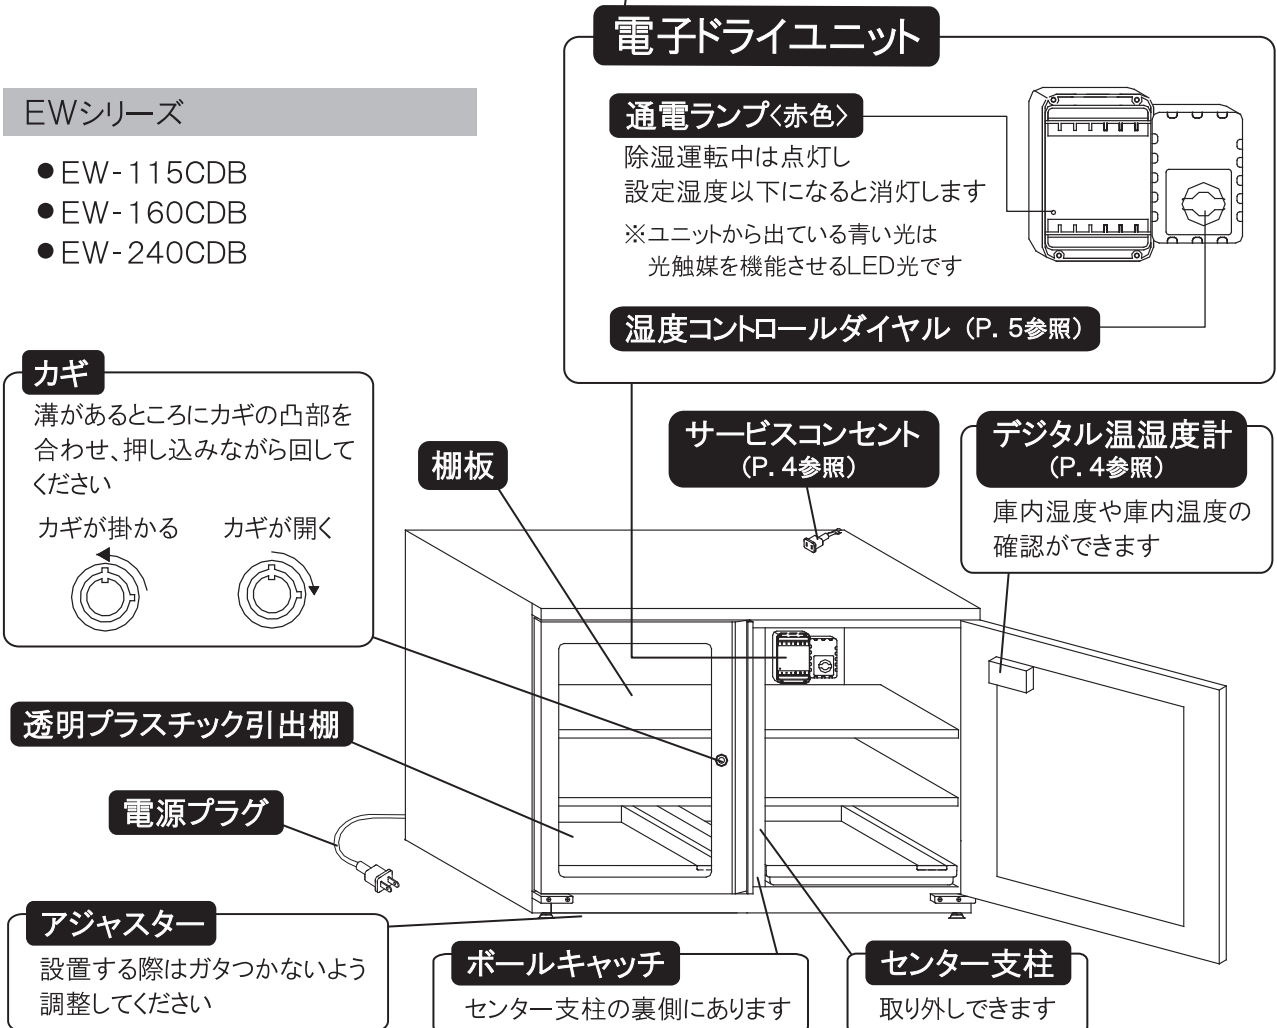 電子ドライユニット
EWシリーズ
●EW-115CDB
●EW-160CDB
●EW-240CDB
通電ランプ〈赤色〉
除湿運転中は点灯し
設定湿度以下になると消灯します
※ユニットから出ている青い光は
光触媒を機能させるLED光です
湿度コントロールダイヤル（P. 5参照）
カギ
溝があるところにカギの凸部を
合わせ、押し込みながら回して
ください
カギが掛かる
カギが開く
棚板
サービスコンセント
（P. 4参照）
デジタル温湿度計
（P. 4参照）
庫内湿度や庫内温度の
確認ができます
透明プラスチック引出棚
電源プラグ
アジャスター
設置する際はガタつかないよう
調整してください
ボールキャッチ
センター支柱の裏側にあります
センター支柱
取り外しできます